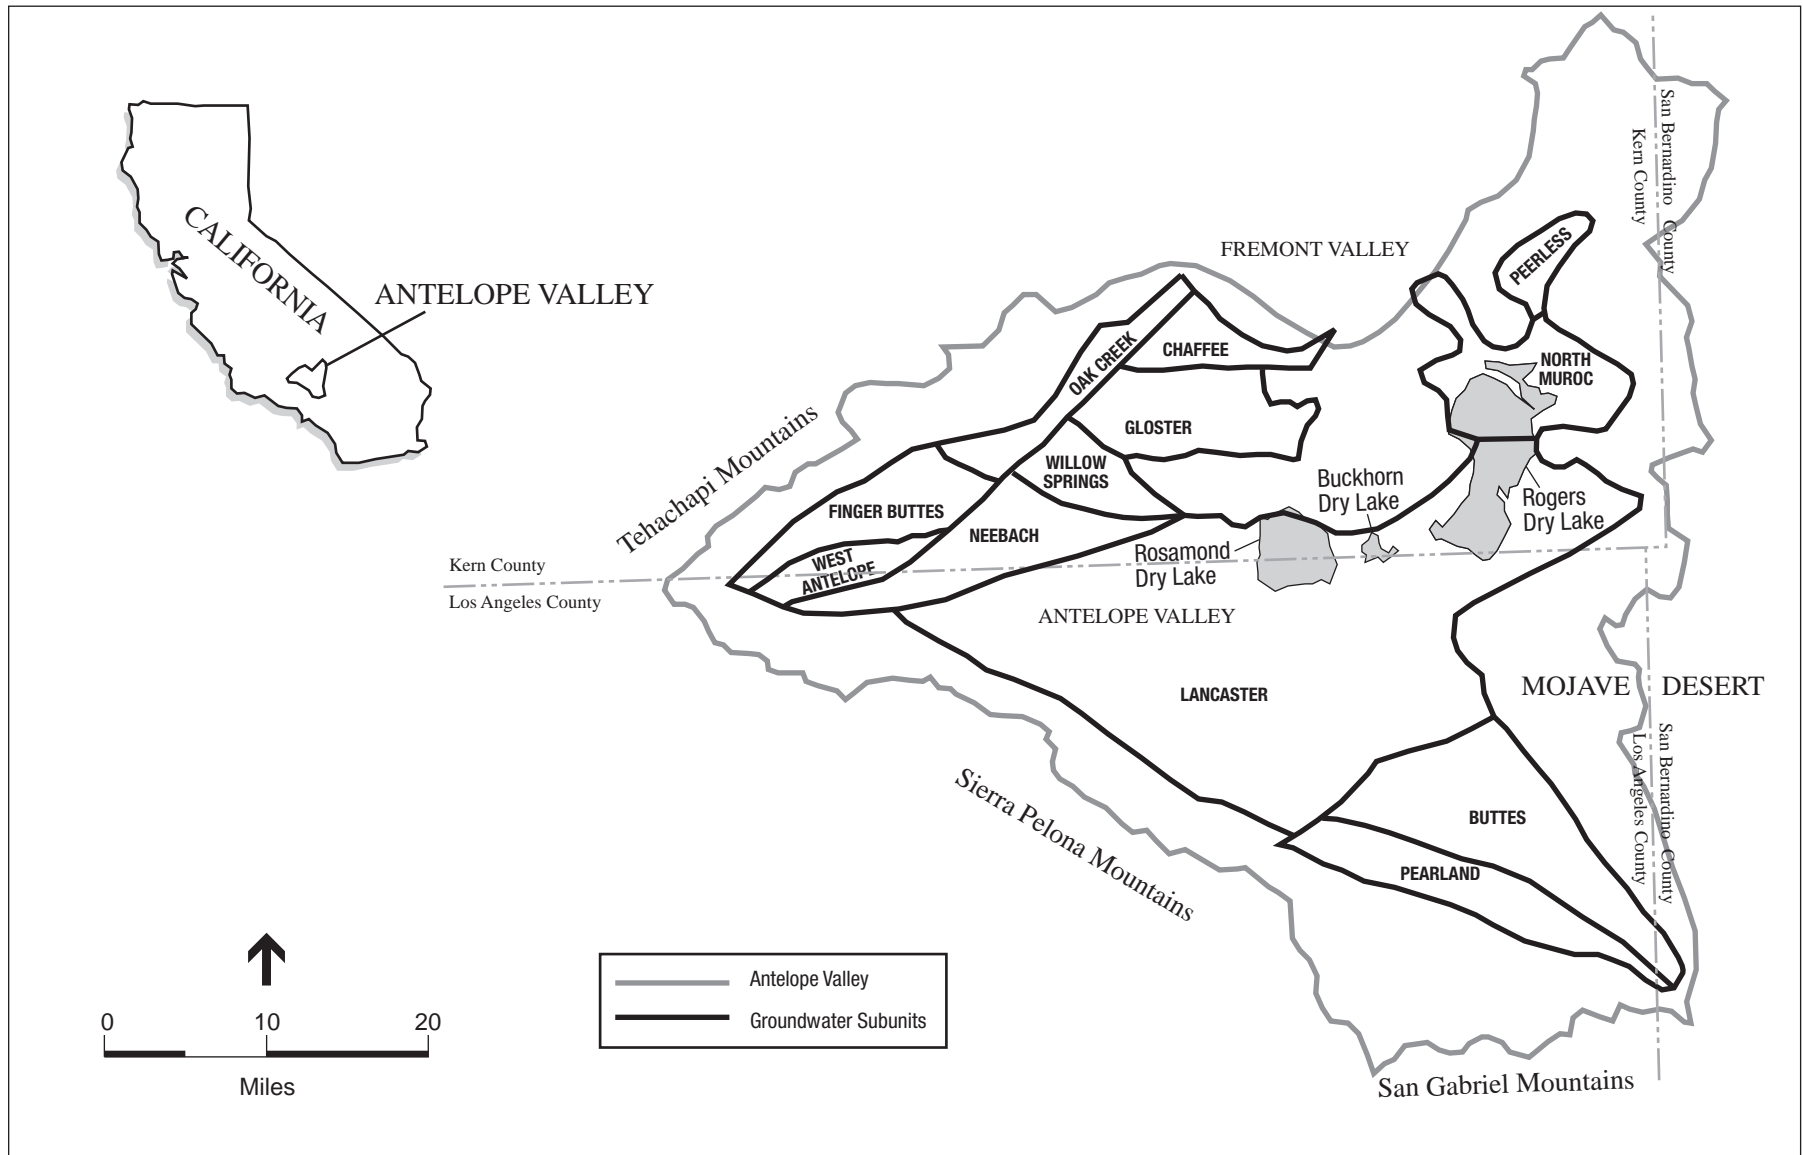 San Bernardino County
Kern County
CALIFORNIA
ANTELOPE VALLEY
FREMONT VALLEY
PEERLESS
OAK CREEK
CHAFFEE
NORTH
MUROC
Tehachapi Mountains
GLOSTER
WILLOW
SPRINGS
Buckhorn
Dry Lake
Rogers
Dry Lake
FINGER BUTTES
NEEBACH
WEST
ANTELOPE
Rosamond
Dry Lake
Kern County
Los Angeles County
ANTELOPE VALLEY
LANCASTER
MOJAVE DESERT
San Bernardino County
Los Angeles County
Sierra Pelona Mountains
BUTTES
PEARLAND
Antelope Valley
Groundwater Subunits
0 10 20
Miles
San Gabriel Mountains